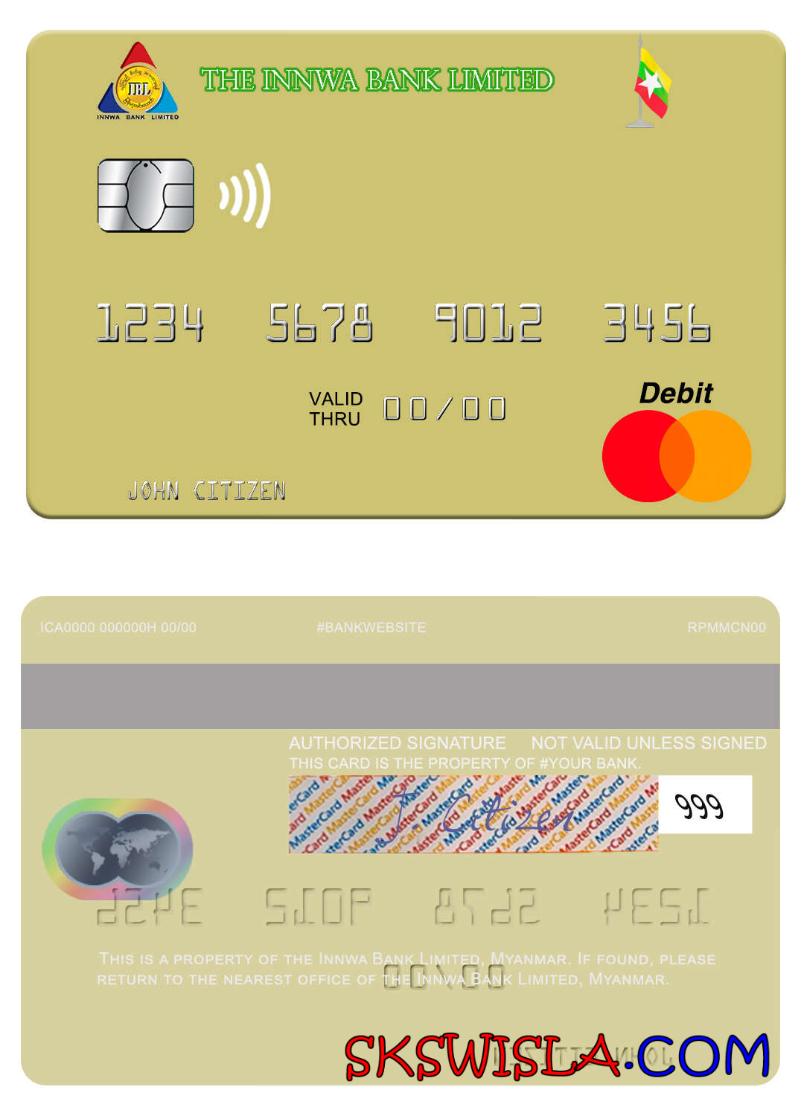 THE INNWA BANK LIMITED
IBL
INNWA BANK LIMITED
1234 5678 9012 3456
VALID THRU 00/00
Debit
JOHN CITIZEN
ICA0000 000000H 00/00 #BANKWEBSITE RPMMCN00
AUTHORIZED SIGNATURE NOT VALID UNLESS SIGNED
THIS CARD IS THE PROPERTY OF #YOUR BANK.
MasterCard MasterCard MasterCard
J. Citizen
999
THIS IS A PROPERTY OF THE INNWA BANK LIMITED, MYANMAR. IF FOUND, PLEASE
RETURN TO THE NEAREST OFFICE OF THE INNWA BANK LIMITED, MYANMAR.
SKSWISLA.COM